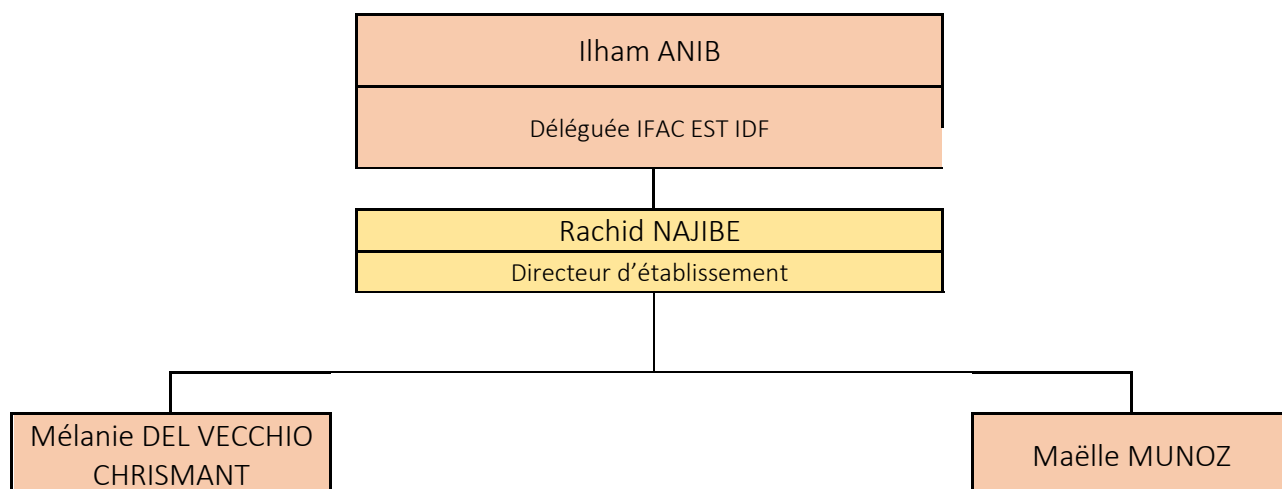 Ilham ANIB
Déléguée IFAC EST IDF
Rachid NAJIBE
Directeur d’établissement
Mélanie DEL VECCHIO
CHRISMANT
Maëlle MUNOZ